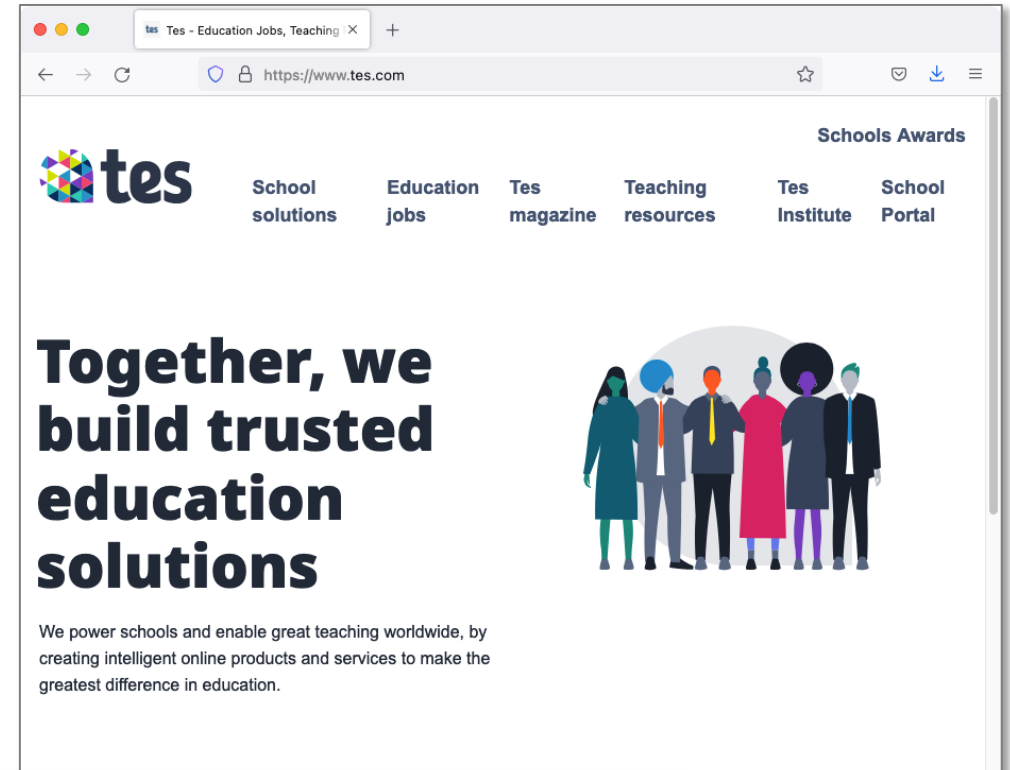 tes Tes - Education Jobs, Teaching
https://www.tes.com
Schools Awards
tes
School solutions
Education jobs
Tes magazine
Teaching resources
Tes Institute
School Portal
Together, we
build trusted
education
solutions
We power schools and enable great teaching worldwide, by
creating intelligent online products and services to make the
greatest difference in education.